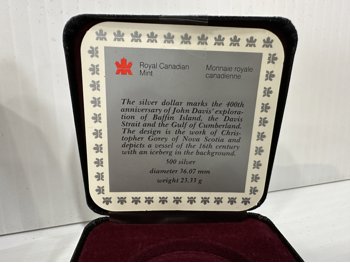 Royal Canadian
Mint
Monnaie royale
canadienne
The silver dollar marks the 400th
anniversary of John Davis' explora-
tion of Baffin Island, the Davis
Strait and the Gulf of Cumberland.
The design is the work of Chris-
topher Gorey of Nova Scotia and
depicts a vessel of the 16th century
with an iceberg in the background.
500 silver
diameter 36.07 mm
weight 23.33 g